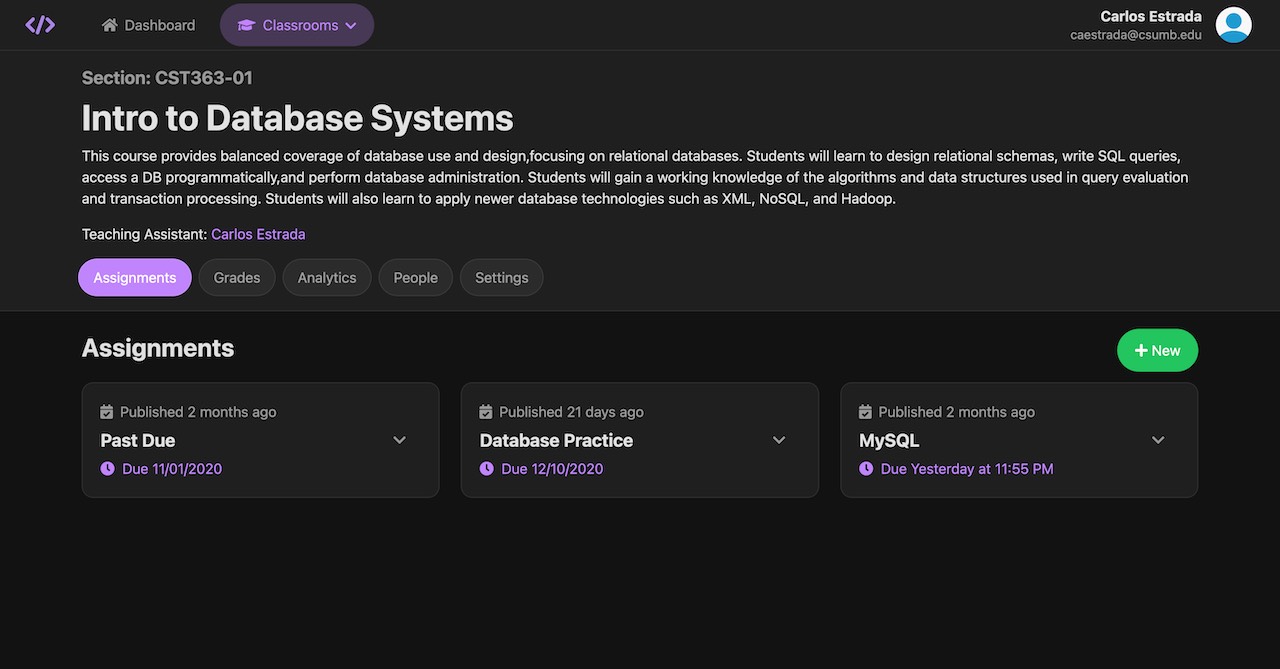 </> Dashboard Classrooms Carlos Estrada
caestrada@csumb.edu
Section: CST363-01
Intro to Database Systems
This course provides balanced coverage of database use and design,focusing on relational databases. Students will learn to design relational schemas, write SQL queries,
access a DB programmatically,and perform database administration. Students will gain a working knowledge of the algorithms and data structures used in query evaluation
and transaction processing. Students will also learn to apply newer database technologies such as XML, NoSQL, and Hadoop.
Teaching Assistant: Carlos Estrada
Assignments Grades Analytics People Settings
Assignments
+ New
Published 2 months ago
Past Due
Due 11/01/2020
Published 21 days ago
Database Practice
Due 12/10/2020
Published 2 months ago
MySQL
Due Yesterday at 11:55 PM